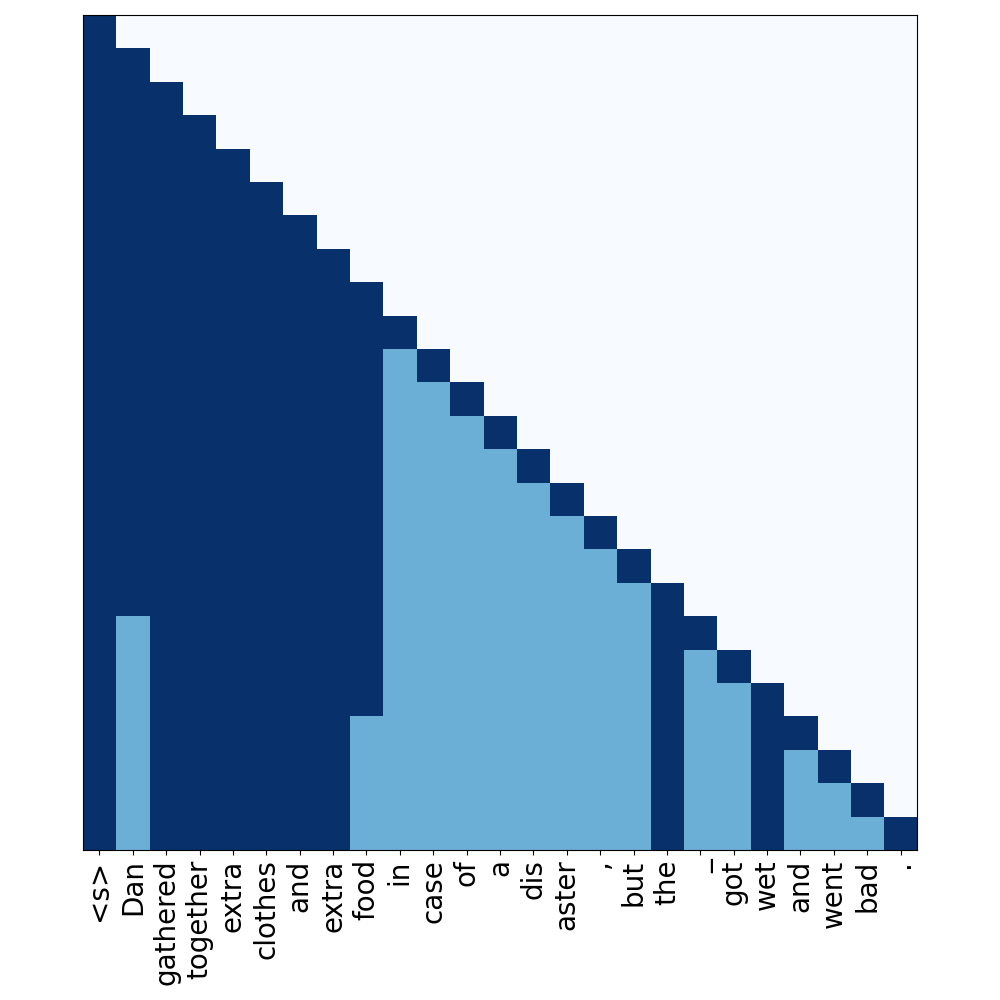 <s>
Dan
gathered
together
extra
clothes
and
extra
food
in
case
of
a
dis
aster
,
but
the
_
got
wet
and
went
bad
.